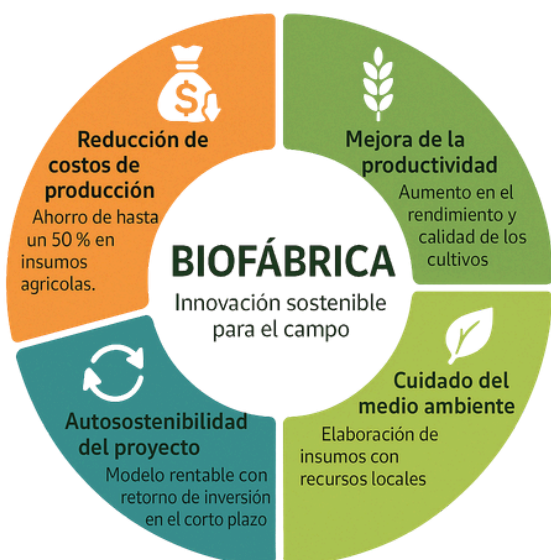 $
Reducción de
costos de
producción
Ahorro de hasta
un 50 % en
insumos
agricolas.
Mejora de la
productividad
Aumento en el
rendimiento y
calidad de los
cultivos
BIOFÁBRICA
Innovación sostenible
para el campo
Autosostenibilidad
del proyecto
Modelo rentable con
retorno de inversión
en el corto plazo
Cuidado del
medio ambiente
Elaboración de
insumos con
recursos locales